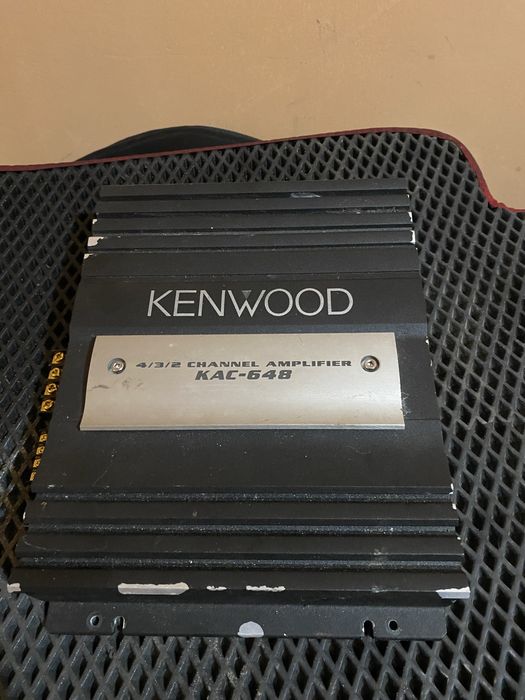 KENWOOD
4/3/2 CHANNEL AMPLIFIER
KAC-648